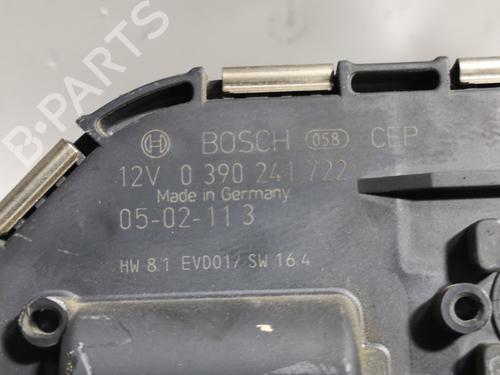 BOSCH 058 CEP
12V 0 390 241 722
Made in Germany
05-02-11 3
HW 8.1 EVD01/ SW 16.4
B-PARTS